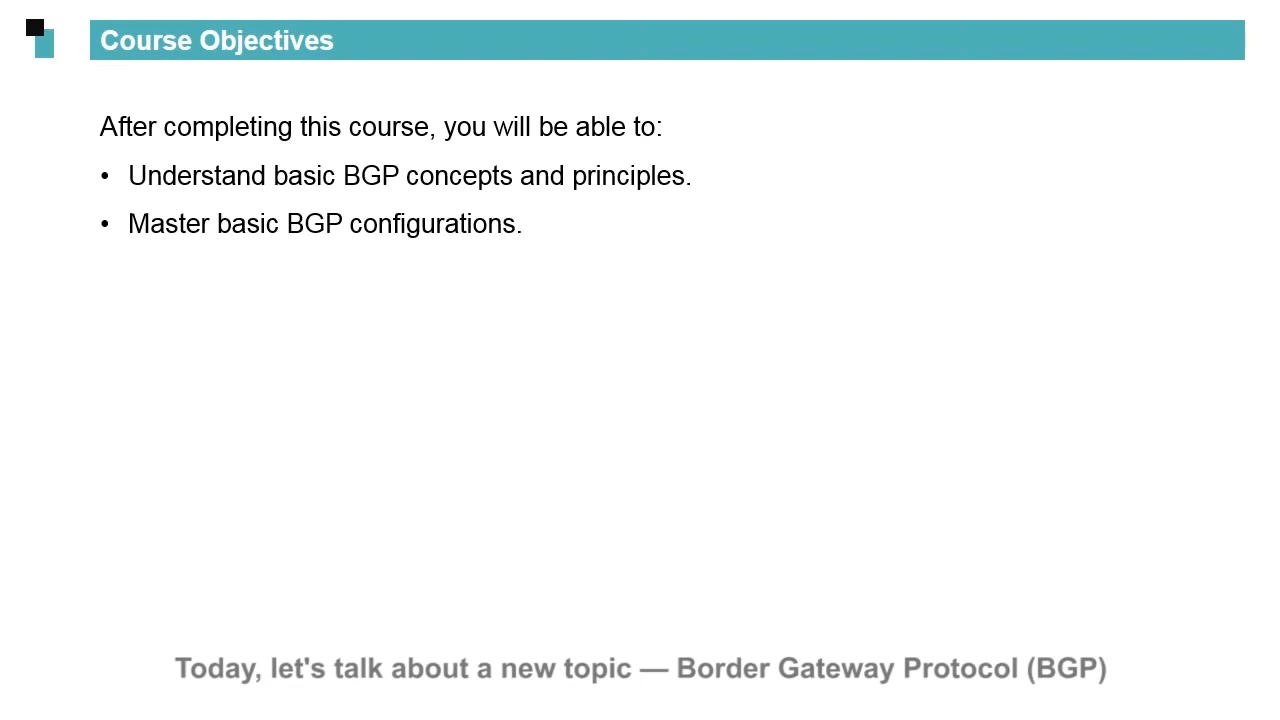 Course Objectives
After completing this course, you will be able to:
• Understand basic BGP concepts and principles.
• Master basic BGP configurations.
Today, let's talk about a new topic — Border Gateway Protocol (BGP)